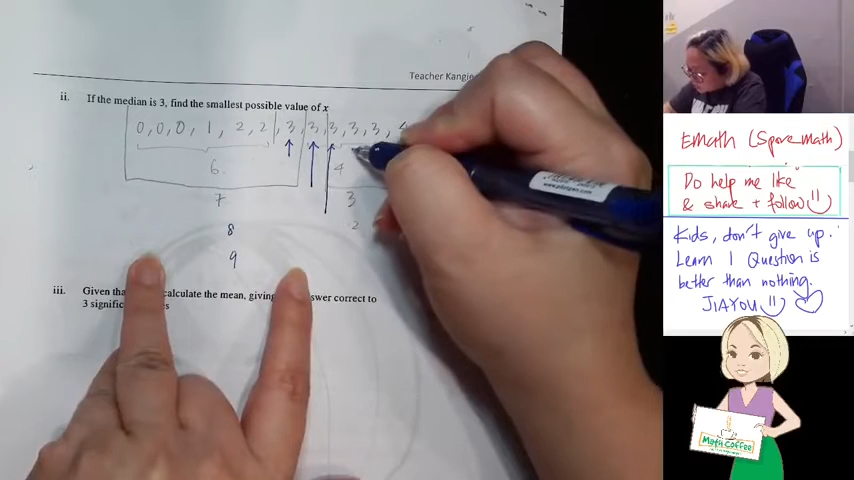 Teacher Kangie
ii. If the median is 3, find the smallest possible value of x
0,0,0,1,2,2,3,3,3,3,3,4
6. 4
7 3
8 2
9
iii. Given calculate the mean, giving correct to
3
EMath (Spore math)
Do help me like
& share + follow
Kids, don't give up.
Learn 1 Question is
better than nothing.
JIAYOU
Math Coffee